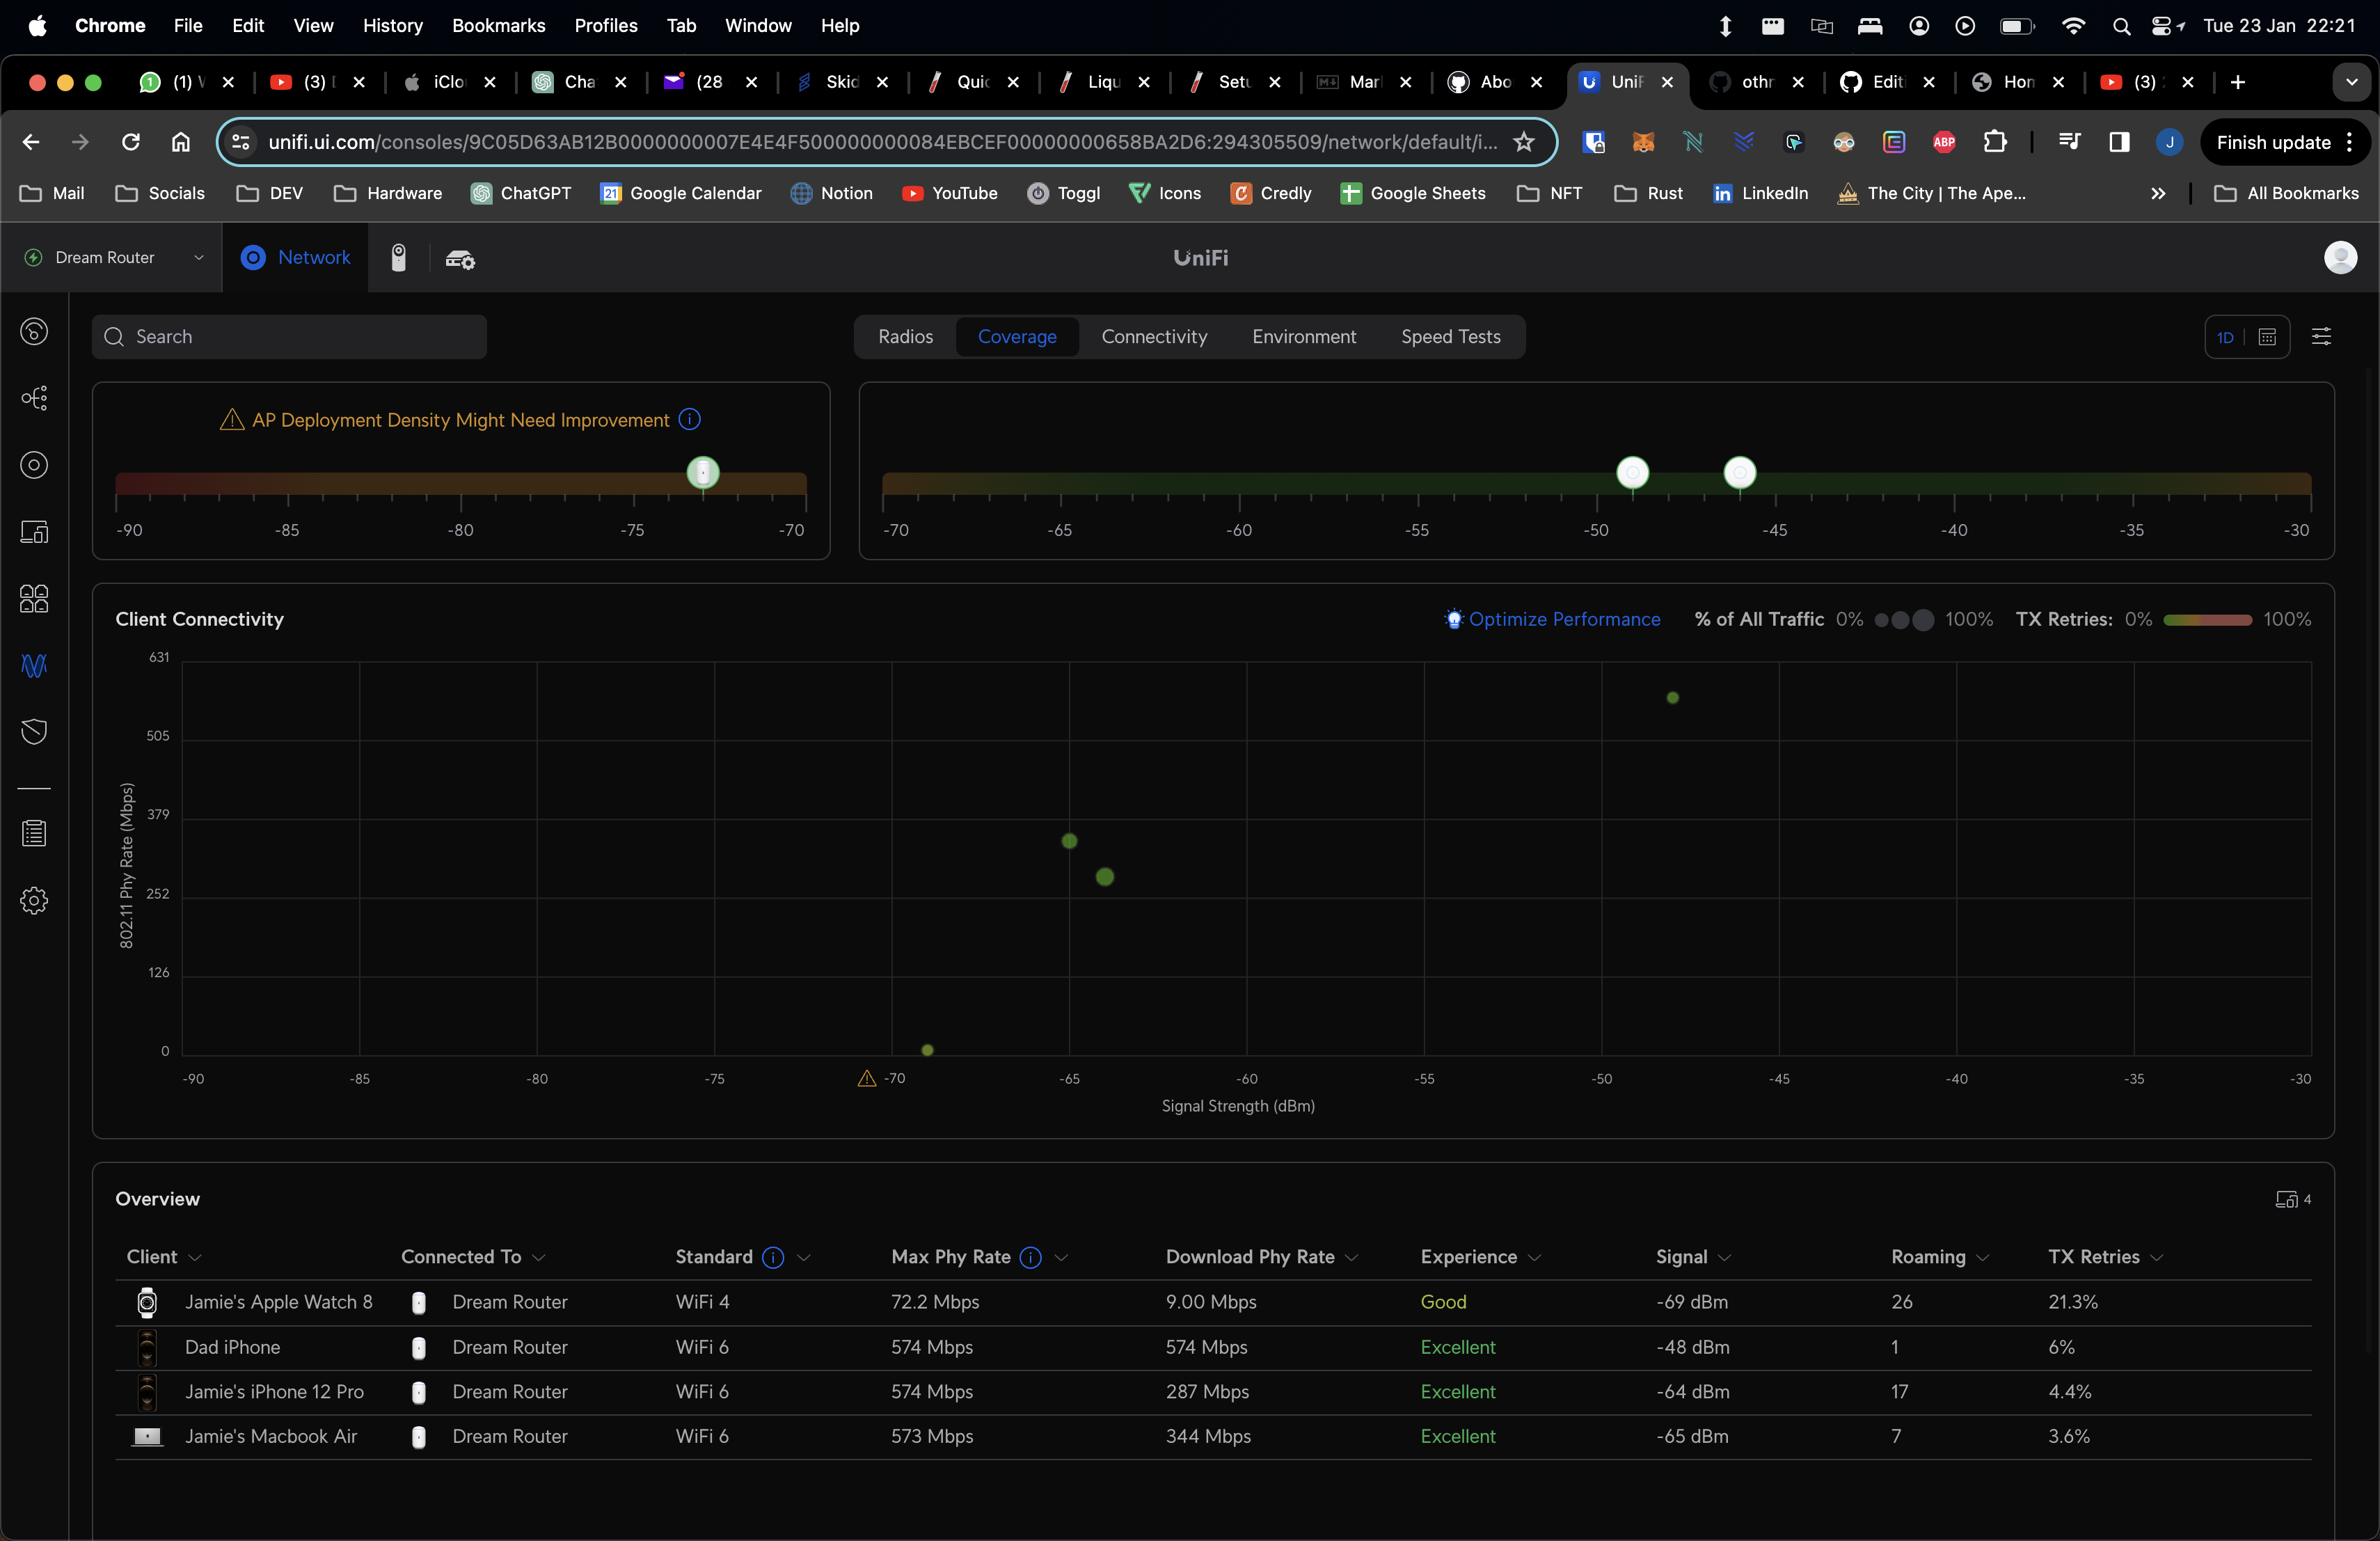 Chrome File Edit View History Bookmarks Profiles Tab Window Help Tue 23 Jan 22:21
(1) (3) iClo Cha (28 Skid Quic Liqu Setu Mar Abo UniF othr Editi Hom (3)
unifi.ui.com/consoles/9C05D63AB12B0000000007E4E4F500000000084EBCEF00000000658BA2D6:294305509/network/default/i... ABP J Finish update
Mail Socials DEV Hardware ChatGPT 21 Google Calendar Notion YouTube Toggl Icons Credly Google Sheets NFT Rust LinkedIn The City | The Ape... All Bookmarks
Dream Router Network UniFi
Search Radios Coverage Connectivity Environment Speed Tests 1D
AP Deployment Density Might Need Improvement
-90 -85 -80 -75 -70
-70 -65 -60 -55 -50 -45 -40 -35 -30
Client Connectivity Optimize Performance % of All Traffic 0% 100% TX Retries: 0% 100%
631
505
379
252
126
0
802.11 Phy Rate (Mbps)
-90 -85 -80 -75 -70 -65 -60 -55 -50 -45 -40 -35 -30
Signal Strength (dBm)
Overview 4
Client Connected To Standard Max Phy Rate Download Phy Rate Experience Signal Roaming TX Retries
Jamie's Apple Watch 8 Dream Router WiFi 4 72.2 Mbps 9.00 Mbps Good -69 dBm 26 21.3%
Dad iPhone Dream Router WiFi 6 574 Mbps 574 Mbps Excellent -48 dBm 1 6%
Jamie's iPhone 12 Pro Dream Router WiFi 6 574 Mbps 287 Mbps Excellent -64 dBm 17 4.4%
Jamie's Macbook Air Dream Router WiFi 6 573 Mbps 344 Mbps Excellent -65 dBm 7 3.6%